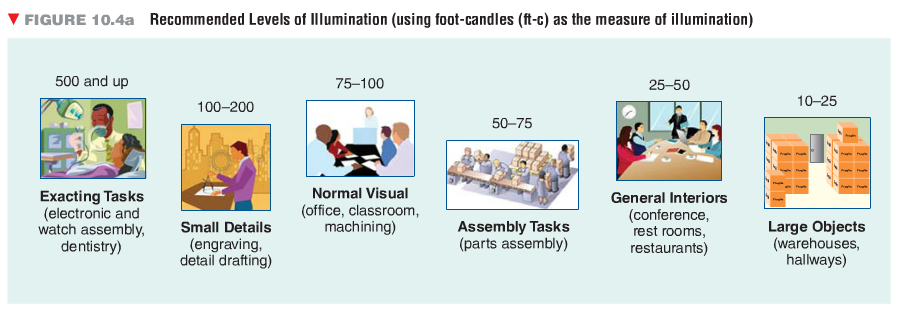 ▼ FIGURE 10.4a Recommended Levels of Illumination (using foot-candles (ft-c) as the measure of illumination)
500 and up
Exacting Tasks
(electronic and
watch assembly,
dentistry)
100–200
Small Details
(engraving,
detail drafting)
75–100
Normal Visual
(office, classroom,
machining)
50–75
Assembly Tasks
(parts assembly)
25–50
General Interiors
(conference,
rest rooms,
restaurants)
10–25
Large Objects
(warehouses,
hallways)